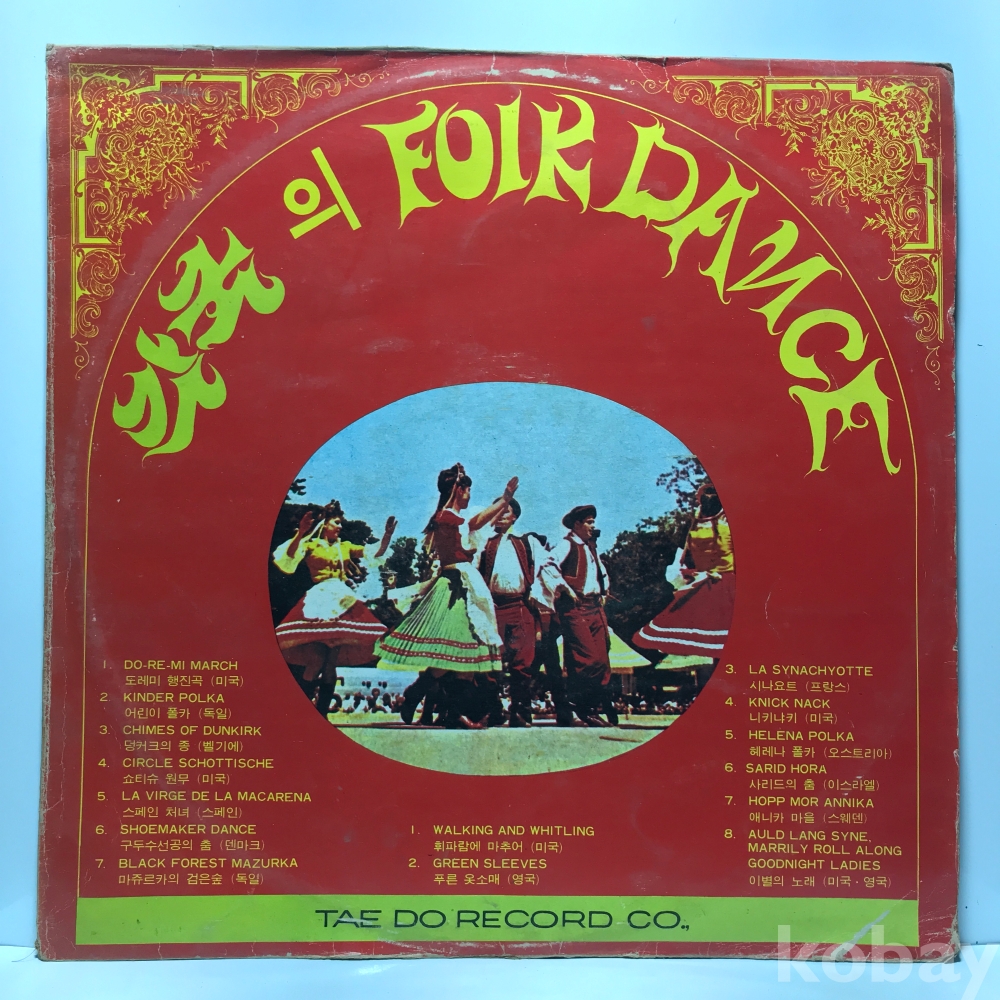 각국의 FOLK DANCE
1. DO-RE-MI MARCH
도레미 행진곡 (미국)
2. KINDER POLKA
어린이 폴카 (독일)
3. CHIMES OF DUNKIRK
덩커크의 종 (벨기에)
4. CIRCLE SCHOTTISCHE
쇼티슈 원무 (미국)
5. LA VIRGE DE LA MACARENA
스페인 처녀 (스페인)
6. SHOEMAKER DANCE
구두수선공의 춤 (덴마크)
7. BLACK FOREST MAZURKA
마쥬르카의 검은숲 (독일)
1. WALKING AND WHITLING
휘파람에 마추어 (미국)
2. GREEN SLEEVES
푸른 옷소매 (영국)
3. LA SYNACHYOTTE
시나요트 (프랑스)
4. KNICK NACK
니키냐키 (미국)
5. HELENA POLKA
헤레나 폴카 (오스트리아)
6. SARID HORA
사리드의 춤 (이스라엘)
7. HOPP MOR ANNIKA
애니카 마을 (스웨덴)
8. AULD LANG SYNE.
MARRILY ROLL ALONG
GOODNIGHT LADIES
이별의 노래 (미국·영국)
TAE DO RECORD CO.,
kobay